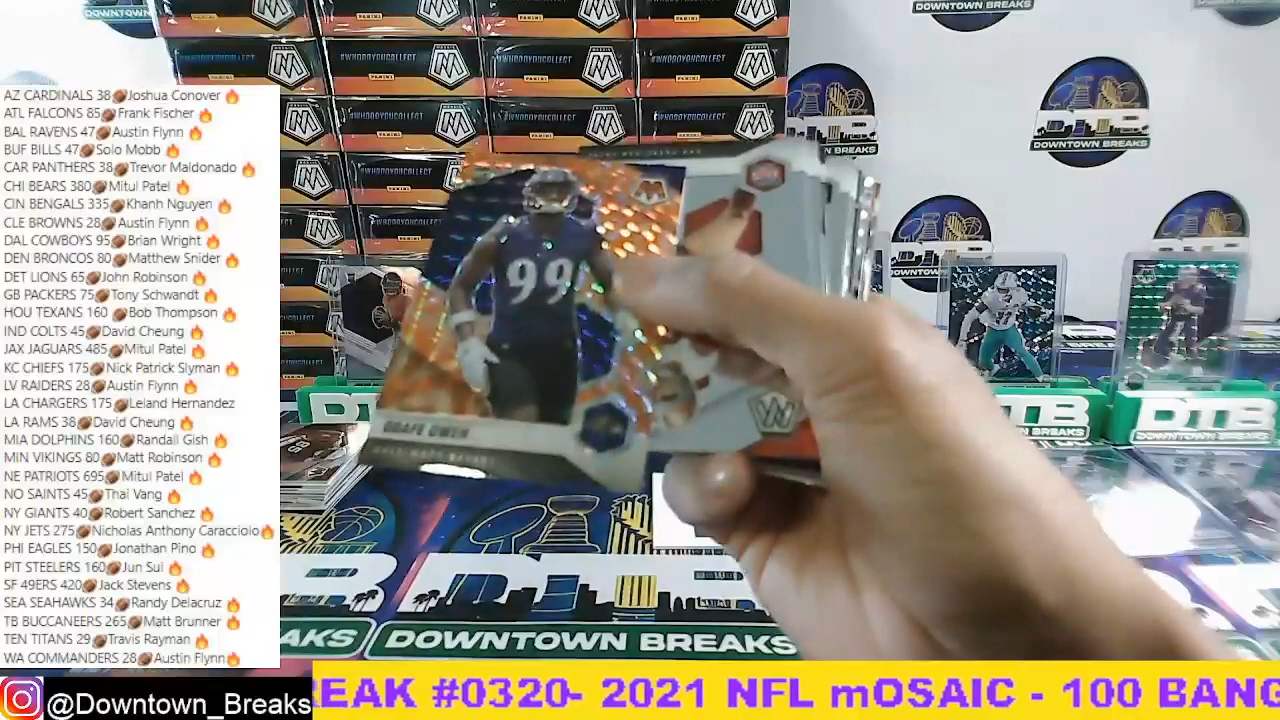 DOWNTOWN BREAKS
#WHODOYOUCOLLECT
PANINI
AZ CARDINALS 38🏈Joshua Conover 🔥
ATL FALCONS 85🏈Frank Fischer 🔥
BAL RAVENS 47🏈Austin Flynn 🔥
BUF BILLS 47🏈Solo Mobb 🔥
CAR PANTHERS 38🏈Trevor Maldonado 🔥
CHI BEARS 380🏈Mitul Patel 🔥
CIN BENGALS 335🏈Khanh Nguyen 🔥
CLE BROWNS 28🏈Austin Flynn 🔥
DAL COWBOYS 95🏈Brian Wright 🔥
DEN BRONCOS 80🏈Matthew Snider 🔥
DET LIONS 65🏈John Robinson 🔥
GB PACKERS 75🏈Tony Schwandt 🔥
HOU TEXANS 160 🏈Bob Thompson 🔥
IND COLTS 45🏈David Cheung 🔥
JAX JAGUARS 485🏈Mitul Patel 🔥
KC CHIEFS 175🏈Nick Patrick Slyman 🔥
LV RAIDERS 28🏈Austin Flynn 🔥
LA CHARGERS 175🏈Leland Hernandez
LA RAMS 38🏈David Cheung 🔥
MIA DOLPHINS 160🏈Randall Gish 🔥
MIN VIKINGS 80🏈Matt Robinson 🔥
NE PATRIOTS 695🏈Mitul Patel 🔥
NO SAINTS 45🏈Thai Vang 🔥
NY GIANTS 40🏈Robert Sanchez 🔥
NY JETS 275🏈Nicholas Anthony Caracciolo🔥
PHI EAGLES 150🏈Jonathan Pino 🔥
PIT STEELERS 160🏈Jun Sui 🔥
SF 49ERS 420🏈Jack Stevens 🔥
SEA SEAHAWKS 34🏈Randy Delacruz 🔥
TB BUCCANEERS 265🏈Matt Brunner 🔥
TEN TITANS 29🏈Travis Rayman 🔥
WA COMMANDERS 28🏈Austin Flynn🔥
99
ODAFE OWEH
DTB
DTB
DTB
BREAKS
DOWNTOWN BREAKS
@Downtown_Breaks
REAK #0320- 2021 NFL mOSAIC - 100 BANG